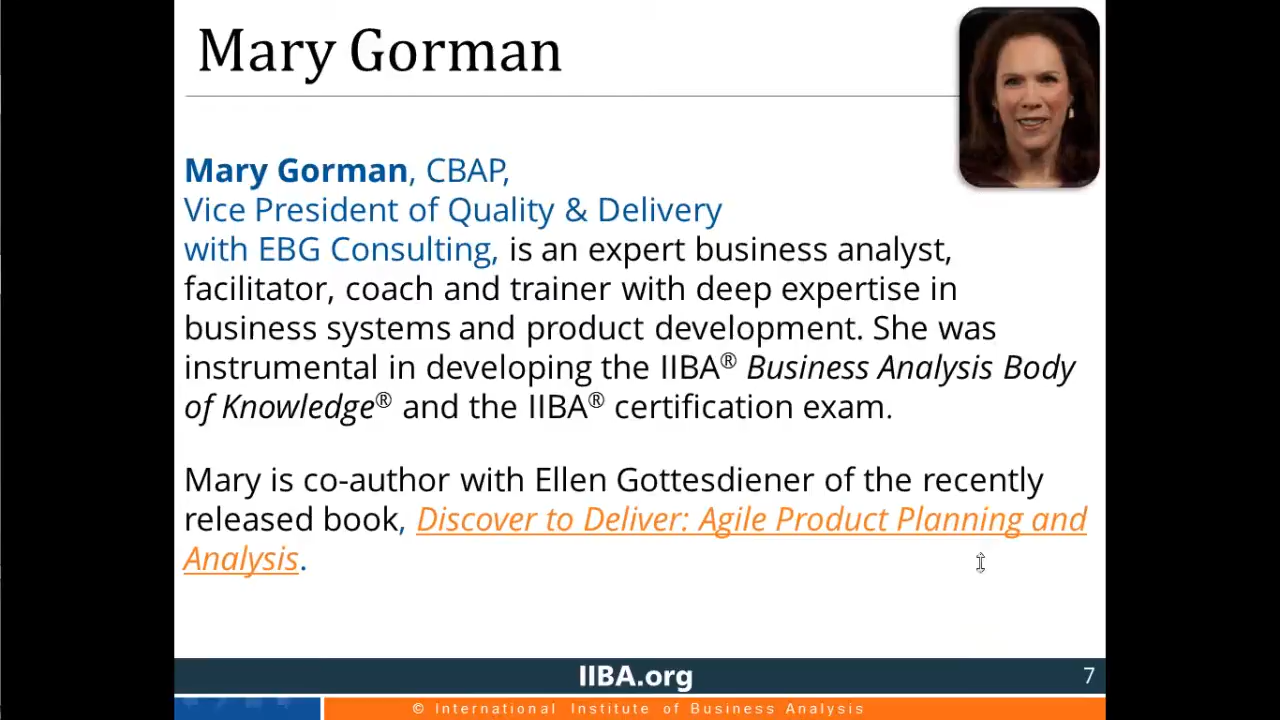 Mary Gorman
Mary Gorman, CBAP,
Vice President of Quality & Delivery
with EBG Consulting, is an expert business analyst,
facilitator, coach and trainer with deep expertise in
business systems and product development. She was
instrumental in developing the IIBA® Business Analysis Body
of Knowledge® and the IIBA® certification exam.
Mary is co-author with Ellen Gottesdiener of the recently
released book, Discover to Deliver: Agile Product Planning and
Analysis.
IIBA.org
7
© International Institute of Business Analysis